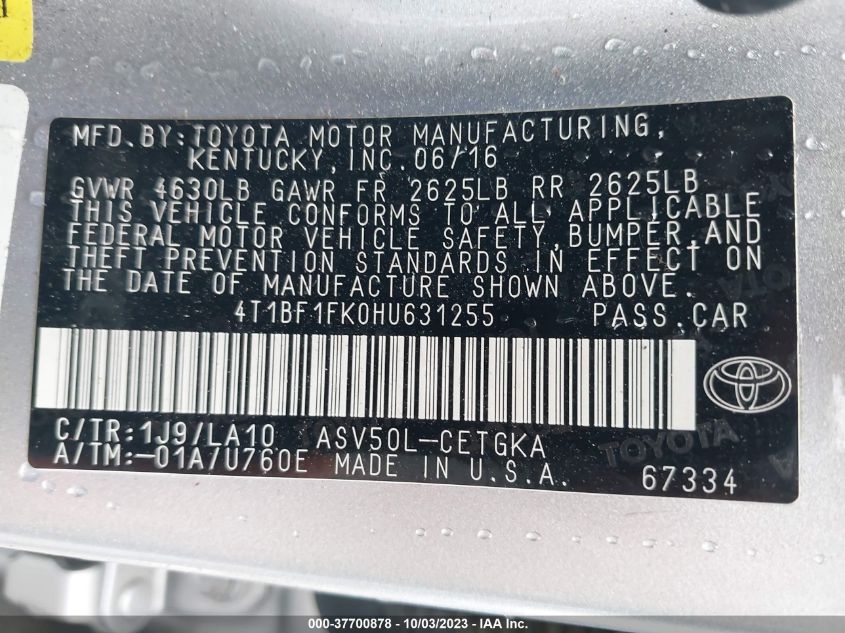 MFD.BY:TOYOTA MOTOR MANUFACTURING,
KENTUCKY,INC.06/16
GVWR 4630LB GAWR FR 2625LB RR 2625LB
THIS VEHICLE CONFORMS TO ALL APPLICABLE
FEDERAL MOTOR VEHICLE SAFETY,BUMPER,AND
THEFT PREVENTION STANDARDS IN EFFECT ON
THE DATE OF MANUFACTURE SHOWN ABOVE.
4T1BF1FK0HU631255 PASS.CAR
C/TR:1J9/LA10 ASV50L-CETGKA
A/TM:-01A/U760E MADE IN U.S.A.
TOYOTA
67334
000-37700878 - 10/03/2023 - IAA Inc.